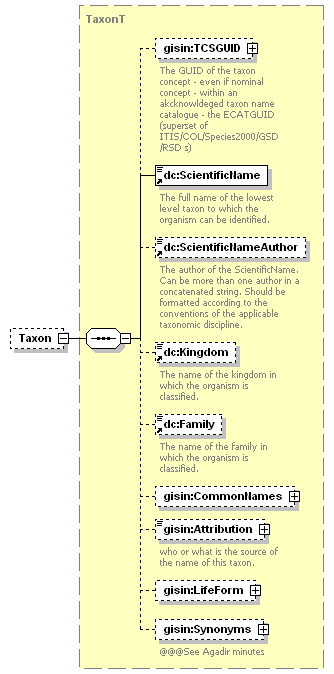 TaxonT
gisin:TCSGUID
The GUID of the taxon
concept - even if nominal
concept - within an
akcknowldeged taxon name
catalogue - the ECATGUID
(superset of
ITIS/COL/Species2000/GSD
/RSD s)
dc:ScientificName
The full name of the lowest
level taxon to which the
organism can be identified.
dc:ScientificNameAuthor
The author of the ScientificName.
Can be more than one author in a
concatenated string. Should be
formatted according to the
conventions of the applicable
taxonomic discipline.
Taxon
dc:Kingdom
The name of the kingdom in
which the organism is
classified.
dc:Family
The name of the family in
which the organism is
classified.
gisin:CommonNames
gisin:Attribution
who or what is the source of
the name of this taxon.
gisin:LifeForm
gisin:Synonyms
@@@See Agadir minutes